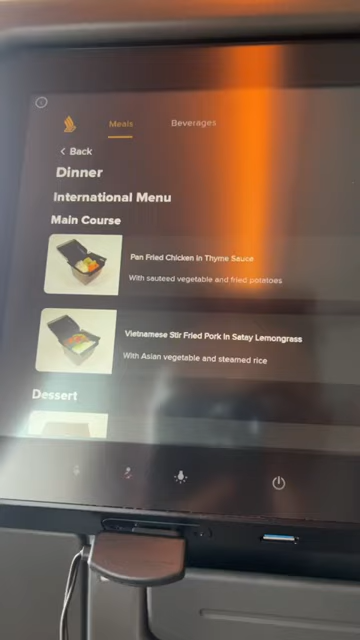 Meals
Beverages
< Back
Dinner
International Menu
Main Course
Pan Fried Chicken in Thyme Sauce
With sauteed vegetable and fried potatoes
Vietnamese Stir Fried Pork in Satay Lemongrass
With Asian vegetable and steamed rice
Dessert